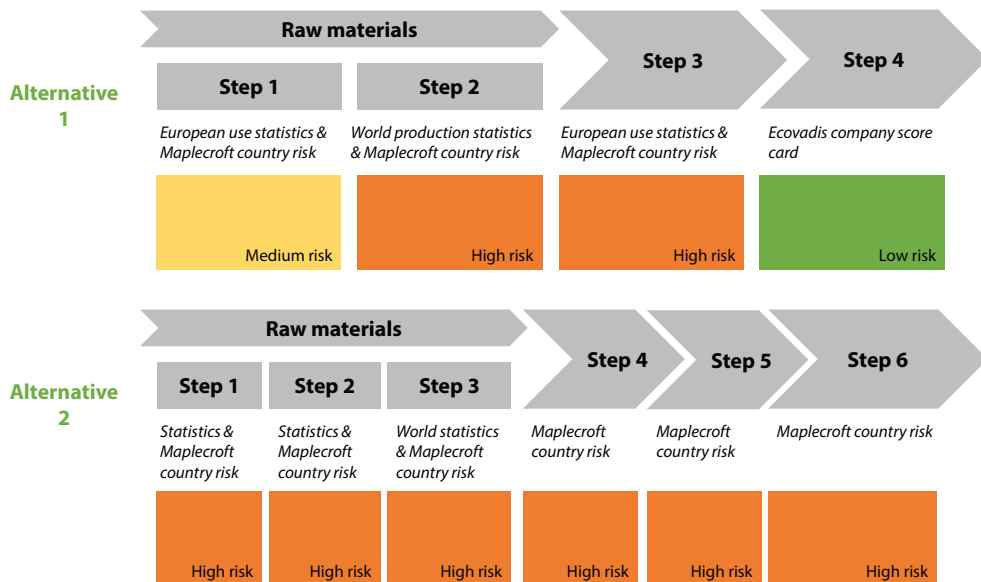 Raw materials
Step 1
Step 2
Step 3
Step 4
Alternative
1
European use statistics &
Maplecroft country risk
World production statistics
& Maplecroft country risk
European use statistics &
Maplecroft country risk
Ecovadis company score
card
Medium risk
High risk
High risk
Low risk
Raw materials
Step 1
Step 2
Step 3
Step 4
Step 5
Step 6
Alternative
2
Statistics &
Maplecroft
country risk
Statistics &
Maplecroft
country risk
World statistics
& Maplecroft
country risk
Maplecroft
country risk
Maplecroft
country risk
Maplecroft country risk
High risk
High risk
High risk
High risk
High risk
High risk